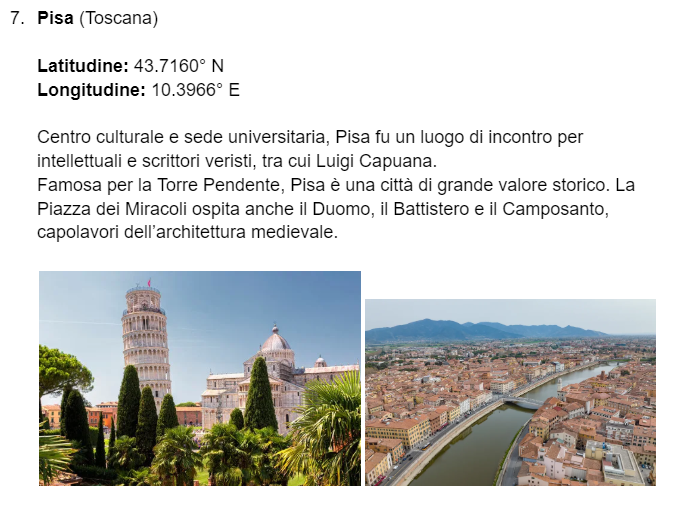 7. Pisa (Toscana)
Latitudine: 43.7160° N
Longitudine: 10.3966° E
Centro culturale e sede universitaria, Pisa fu un luogo di incontro per
intellettuali e scrittori veristi, tra cui Luigi Capuana.
Famosa per la Torre Pendente, Pisa è una città di grande valore storico. La
Piazza dei Miracoli ospita anche il Duomo, il Battistero e il Camposanto,
capolavori dell’architettura medievale.